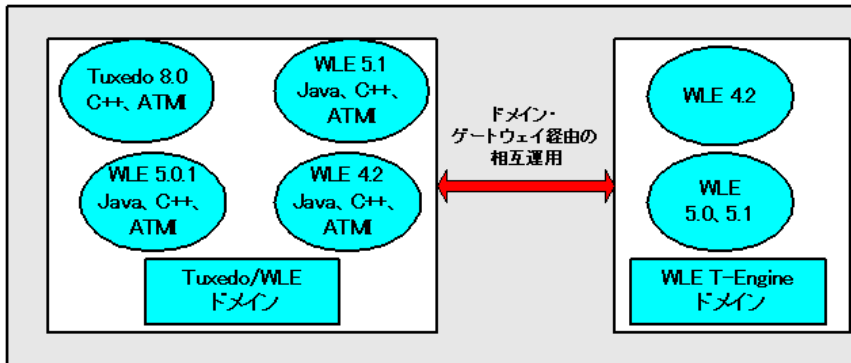 Tuxedo 8.0
C++、ATMI
WLE 5.1
Java、C++、
ATMI
WLE 5.0.1
Java、C++、
ATMI
WLE 4.2
Java、C++、
ATMI
Tuxedo/WLE
ドメイン
ドメイン・
ゲートウェイ経由の
相互運用
WLE 4.2
WLE
5.0、5.1
WLE T-Engine
ドメイン